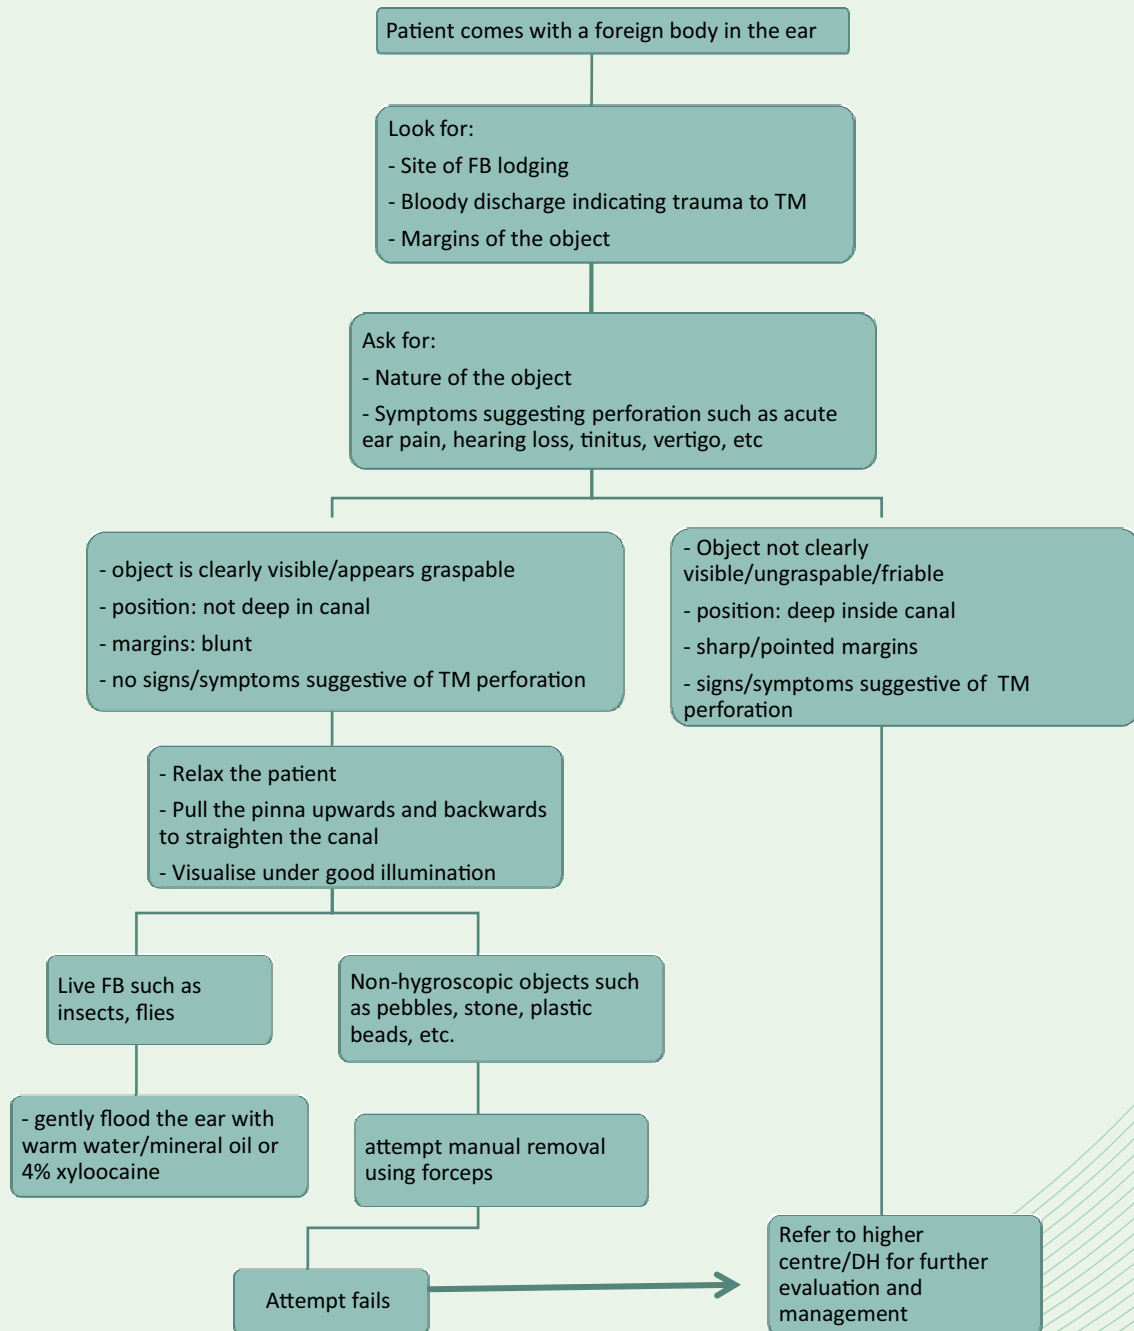 Patient comes with a foreign body in the ear
Look for:
- Site of FB lodging
- Bloody discharge indicating trauma to TM
- Margins of the object
Ask for:
- Nature of the object
- Symptoms suggesting perforation such as acute
ear pain, hearing loss, tinitus, vertigo, etc
- object is clearly visible/appears graspable
- position: not deep in canal
- margins: blunt
- no signs/symptoms suggestive of TM perforation
- Object not clearly
visible/ungraspable/friable
- position: deep inside canal
- sharp/pointed margins
- signs/symptoms suggestive of TM
perforation
- Relax the patient
- Pull the pinna upwards and backwards
to straighten the canal
- Visualise under good illumination
Live FB such as
insects, flies
Non-hygroscopic objects such
as pebbles, stone, plastic
beads, etc.
- gently flood the ear with
warm water/mineral oil or
4% xyloocaine
attempt manual removal
using forceps
Attempt fails
Refer to higher
centre/DH for further
evaluation and
management